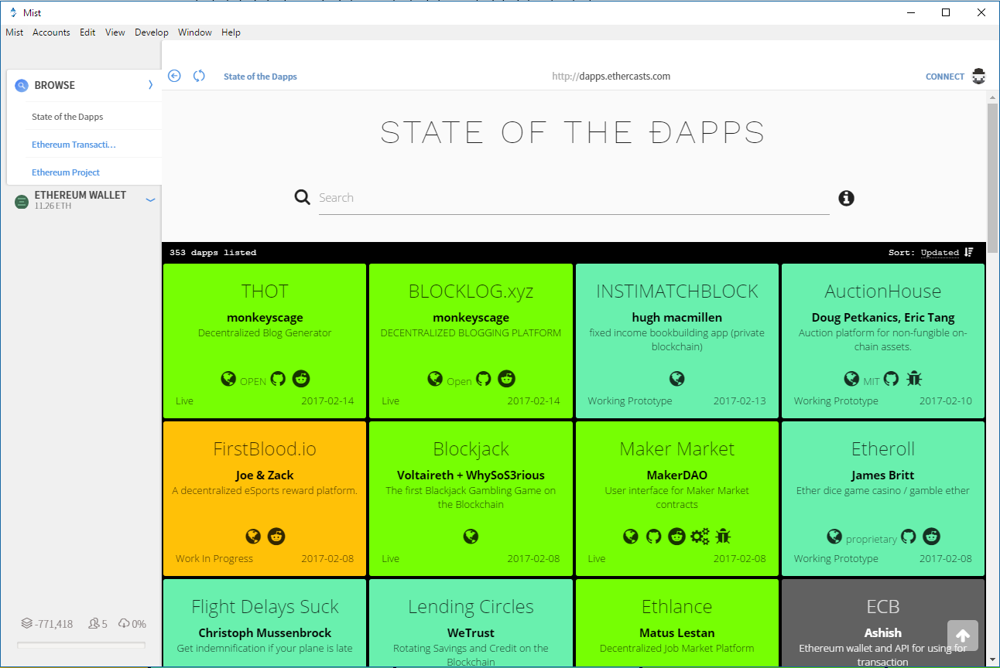 Mist
Mist Accounts Edit View Develop Window Help
BROWSE
State of the Dapps
Ethereum Transacti...
Ethereum Project
ETHEREUM WALLET
11.26 ETH
-771,418 5 0%
State of the Dapps http://dapps.ethercasts.com CONNECT
STATE OF THE ÐAPPS
Search
353 dapps listed Sort: Updated
THOT
monkeyscage
Decentralized Blog Generator
OPEN
Live 2017-02-14
BLOCKLOG.xyz
monkeyscage
DECENTRALIZED BLOGGING PLATFORM
Open
Live 2017-02-14
INSTIMATCHBLOCK
hugh macmillen
fixed income bookbuilding app (private
blockchain)
Working Prototype 2017-02-13
AuctionHouse
Doug Petkanics, Eric Tang
Auction platform for non-fungible on-
chain assets.
MIT
Working Prototype 2017-02-10
FirstBlood.io
Joe & Zack
A decentralized eSports reward platform.
Work In Progress 2017-02-08
Blockjack
Voltaireth + WhySoS3rious
The first Blackjack Gambling Game on
the Blockchain
Live 2017-02-08
Maker Market
MakerDAO
User interface for Maker Market
contracts
Live 2017-02-08
Etheroll
James Britt
Ether dice game casino / gamble ether
proprietary
Working Prototype 2017-02-08
Flight Delays Suck
Christoph Mussenbrock
Get indemnification if your plane is late
Lending Circles
WeTrust
Rotating Savings and Credit on the
Blockchain
Ethlance
Matus Lestan
Decentralized Job Market Platform
ECB
Ashish
Ethereum wallet and API for using for
transaction